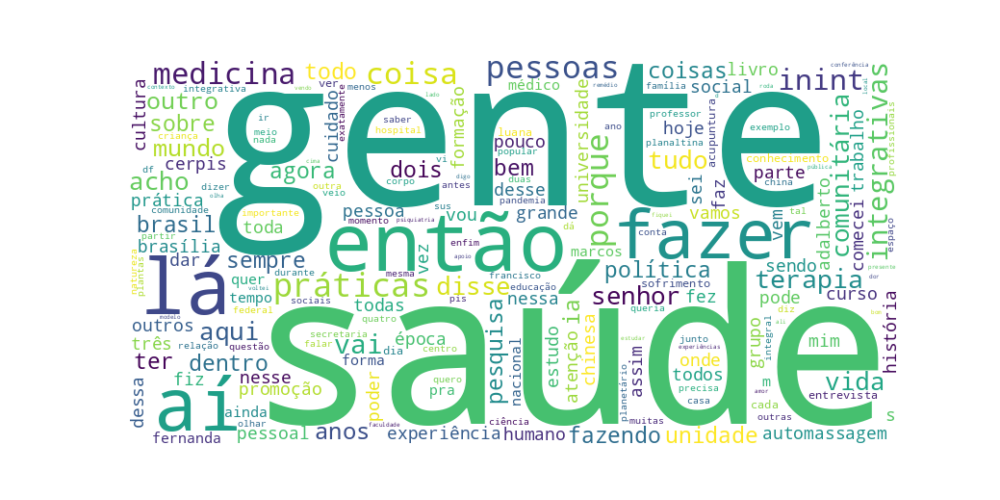 gente
saúde
então
fazer
lá
aí
medicina
todo
coisa
pessoas
coisas
livro
inint
outro
sobre
mundo
cerpis
acho
prática
brasil
brasília
dar
sempre
quer
tempo
outros
aqui
três
ter
dentro
fiz
nesse
promoção
dessa
ainda
olhar
fernanda
pessoal
anos
experiência
humano
fazendo
unidade
automassagem
cultura
integrativa
contexto
criança
ir
meio
nada
df
dizer
comunidade
olha
partir
natureza
plantas
importante
toda
pessoa
momento
agora
outra
veio
cuidado
ver
menos
exatamente
saber
hospital
popular
corpo
antes
sus
vi
digo
dois
formação
luana
pouco
bem
duas
pandemia
desse
grande
vou
vez
enfim
psiquiatria
médico
lado
ano
universidade
porque
marcos
conta
dá
fiquei
família
social
professor
hoje
planaltina
tudo
sei
faz
vamos
acupuntura
exemplo
conhecimento
parte
china
pública
vem
tal
adalberto
comunitária
comecei
trabalho
espaço
integrativas
profissionais
conferência
roda
remédio
práticas
disse
todas
durante
mesma
apoio
francisco
educação
nessa
pis
sociais
federal
voltei
secretaria
quatro
falar
vai
dia
época
centro
forma
questão
relação
modelo
poder
pra
quero
faculdade
pesquisa
nacional
ciência
estudo
atenção
já
chinesa
política
sofrimento
senhor
fez
queria
assim
planetário
muitas
onde
todos
junto
precisa
casa
amor
experiências
estudar
terapia
sendo
pode
curso
diz
mim
grupo
integral
ali
vida
história
presente
dor
m
entrevista
cada
outras
s